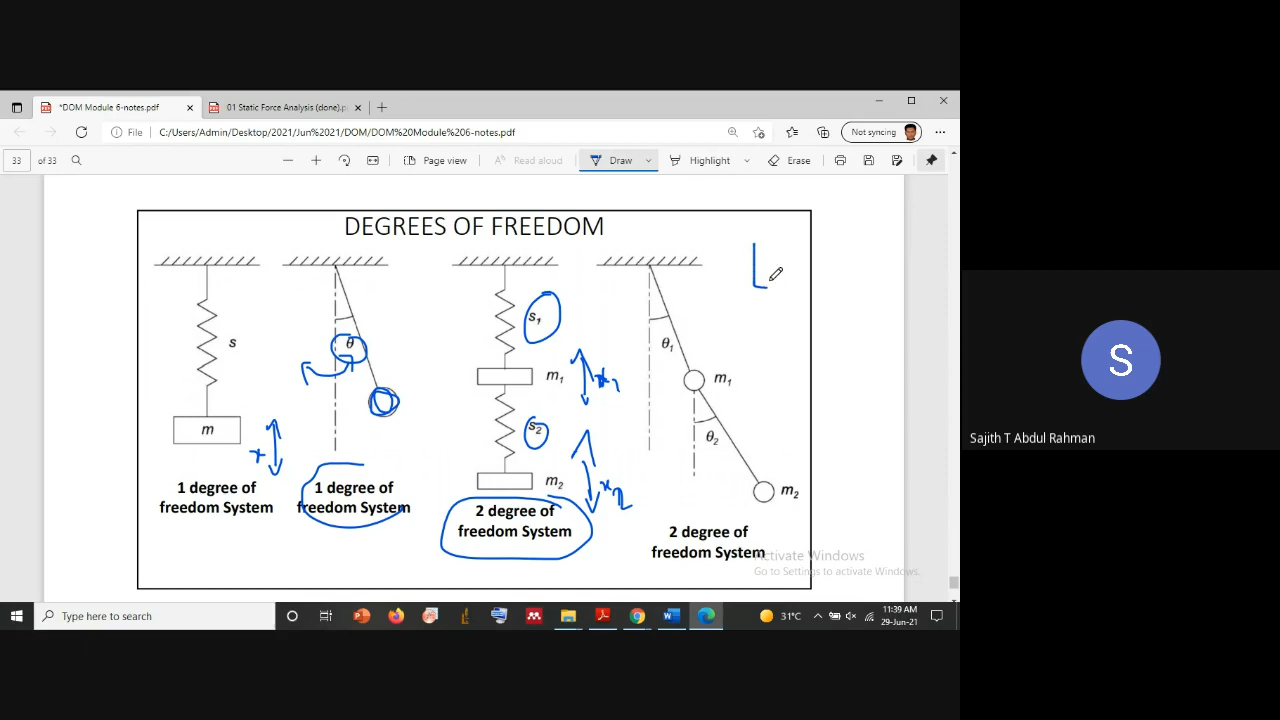 *DOM Module 6-notes.pdf
01 Static Force Analysis (done).p
File
C:/Users/Admin/Desktop/2021/Jun%2021/DOM/DOM%20Module%206-notes.pdf
Not syncing
33 of 33
Page view
Read aloud
Draw
Highlight
Erase
DEGREES OF FREEDOM
s
m
x
1 degree of
freedom System
θ
1 degree of
freedom System
s1
m1
x1
s2
m2
x2
2 degree of
freedom System
θ1
m1
θ2
m2
2 degree of
freedom System
Activate Windows
Go to Settings to activate Windows.
S
Sajith T Abdul Rahman
Type here to search
31°C
11:39 AM
29-Jun-21